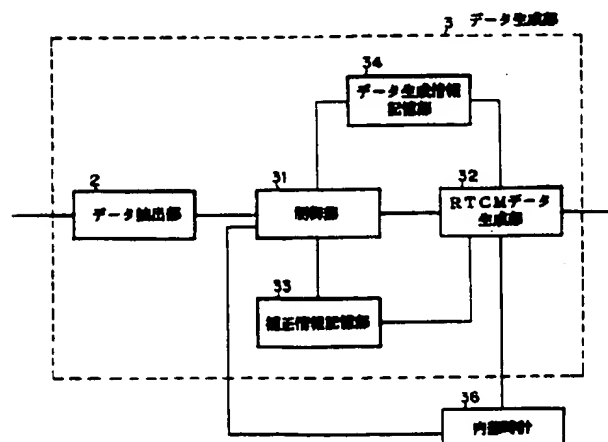 3 データ生成部
34
データ生成情報
記憶部
2
データ抽出部
31
制御部
32
RTCMデータ
生成部
33
補正情報記憶部
36
内部時計